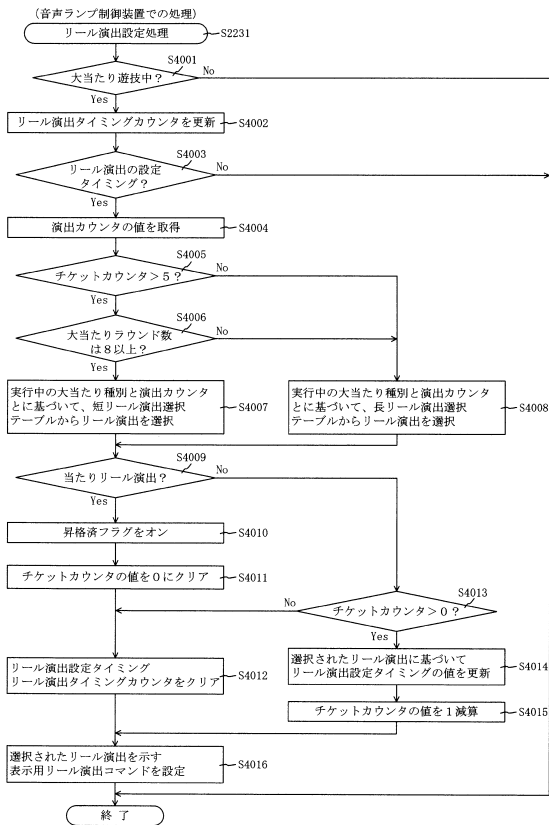 (音声ランプ制御装置での処理)
リール演出設定処理
S2231
S4001
大当たり遊技中?
No
Yes
リール演出タイミングカウンタを更新
S4002
S4003
リール演出の設定
タイミング?
No
Yes
演出カウンタの値を取得
S4004
S4005
チケットカウンタ>5?
No
Yes
S4006
大当たりラウンド数
は8以上?
No
Yes
実行中の大当たり種別と演出カウンタ
とに基づいて、短リール演出選択
テーブルからリール演出を選択
S4007
実行中の大当たり種別と演出カウンタ
とに基づいて、長リール演出選択
テーブルからリール演出を選択
S4008
S4009
当たりリール演出?
No
Yes
昇格済フラグをオン
S4010
チケットカウンタの値を0にクリア
S4011
S4013
チケットカウンタ>0?
No
Yes
リール演出設定タイミング
リール演出タイミングカウンタをクリア
S4012
選択されたリール演出に基づいて
リール演出設定タイミングの値を更新
S4014
チケットカウンタの値を1減算
S4015
選択されたリール演出を示す
表示用リール演出コマンドを設定
S4016
終了